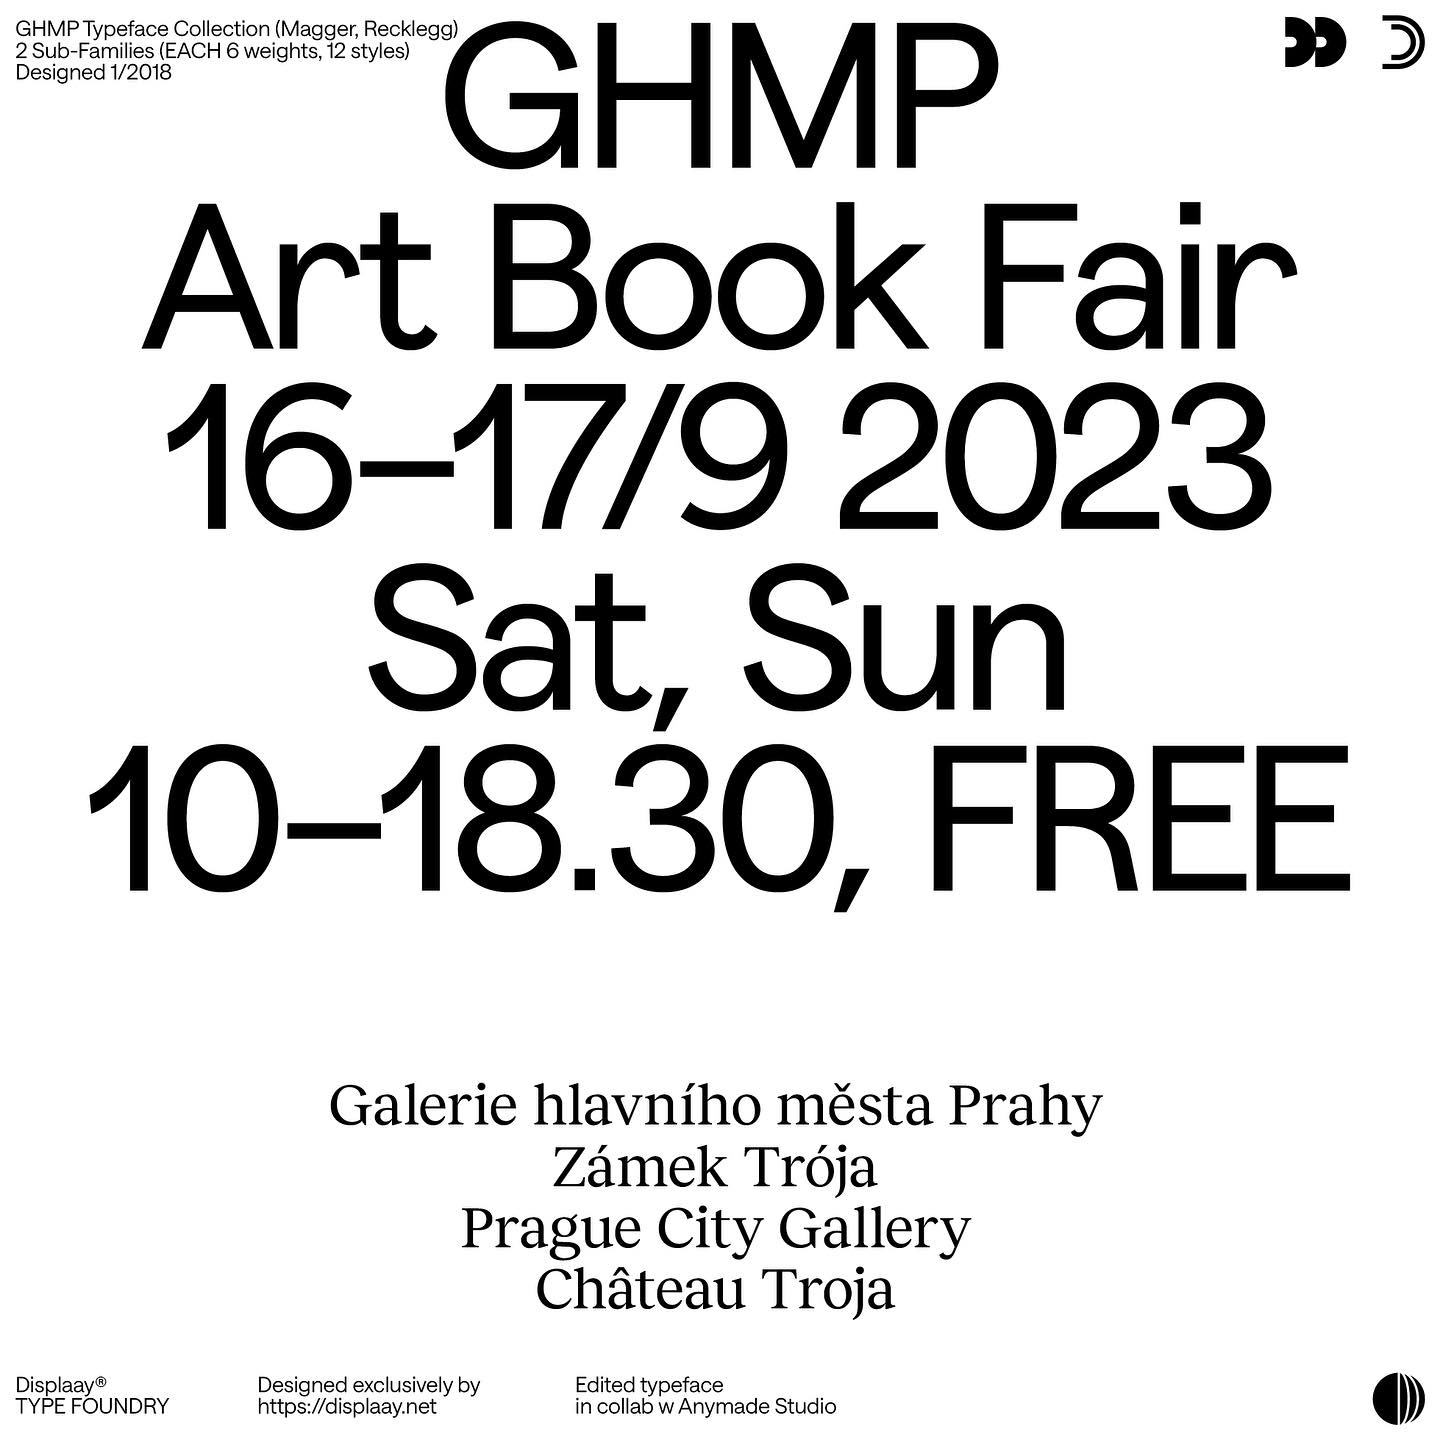 GHMP Typeface Collection (Magger, Recklegg)
2 Sub-Families (EACH 6 weights, 12 styles)
Designed 1/2018
GHMP
Art Book Fair
16–17/9 2023
Sat, Sun
10–18.30, FREE
Galerie hlavního města Prahy
Zámek Trója
Prague City Gallery
Château Troja
Displaay®
TYPE FOUNDRY
Designed exclusively by
https://displaay.net
Edited typeface
in collab w Anymade Studio